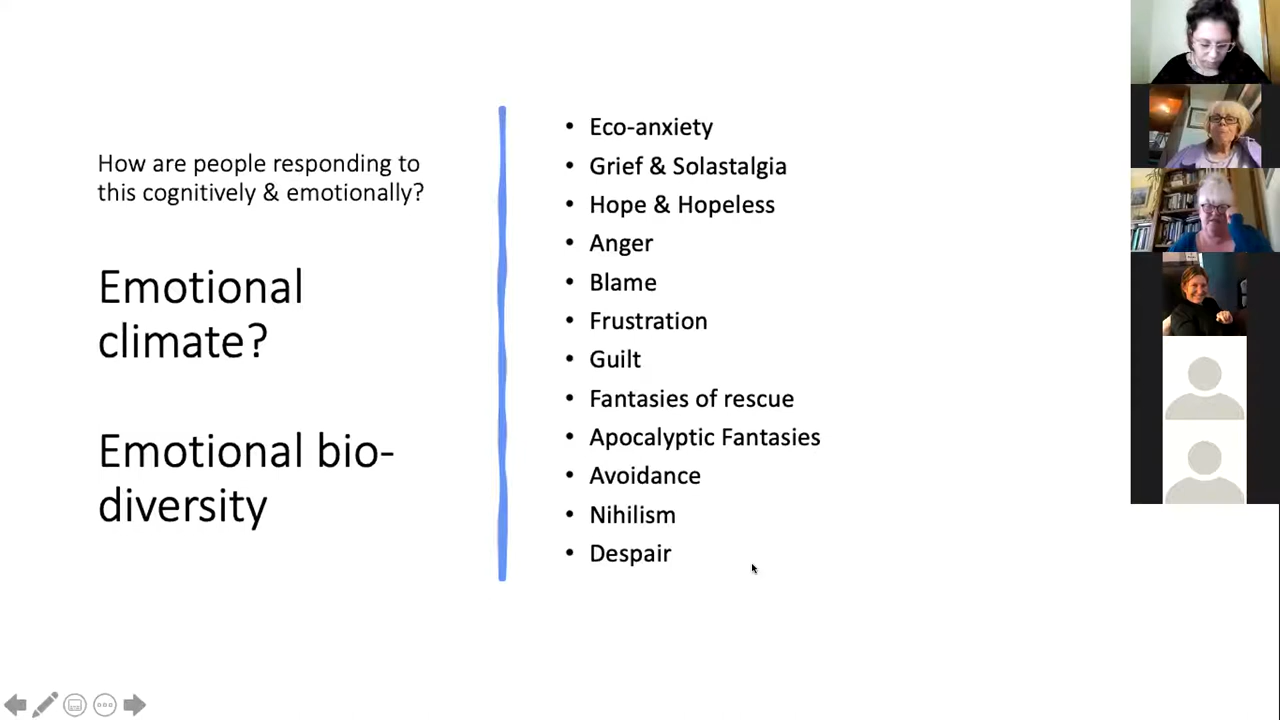 How are people responding to
this cognitively & emotionally?
Emotional
climate?
Emotional bio-
diversity
• Eco-anxiety
• Grief & Solastalgia
• Hope & Hopeless
• Anger
• Blame
• Frustration
• Guilt
• Fantasies of rescue
• Apocalyptic Fantasies
• Avoidance
• Nihilism
• Despair